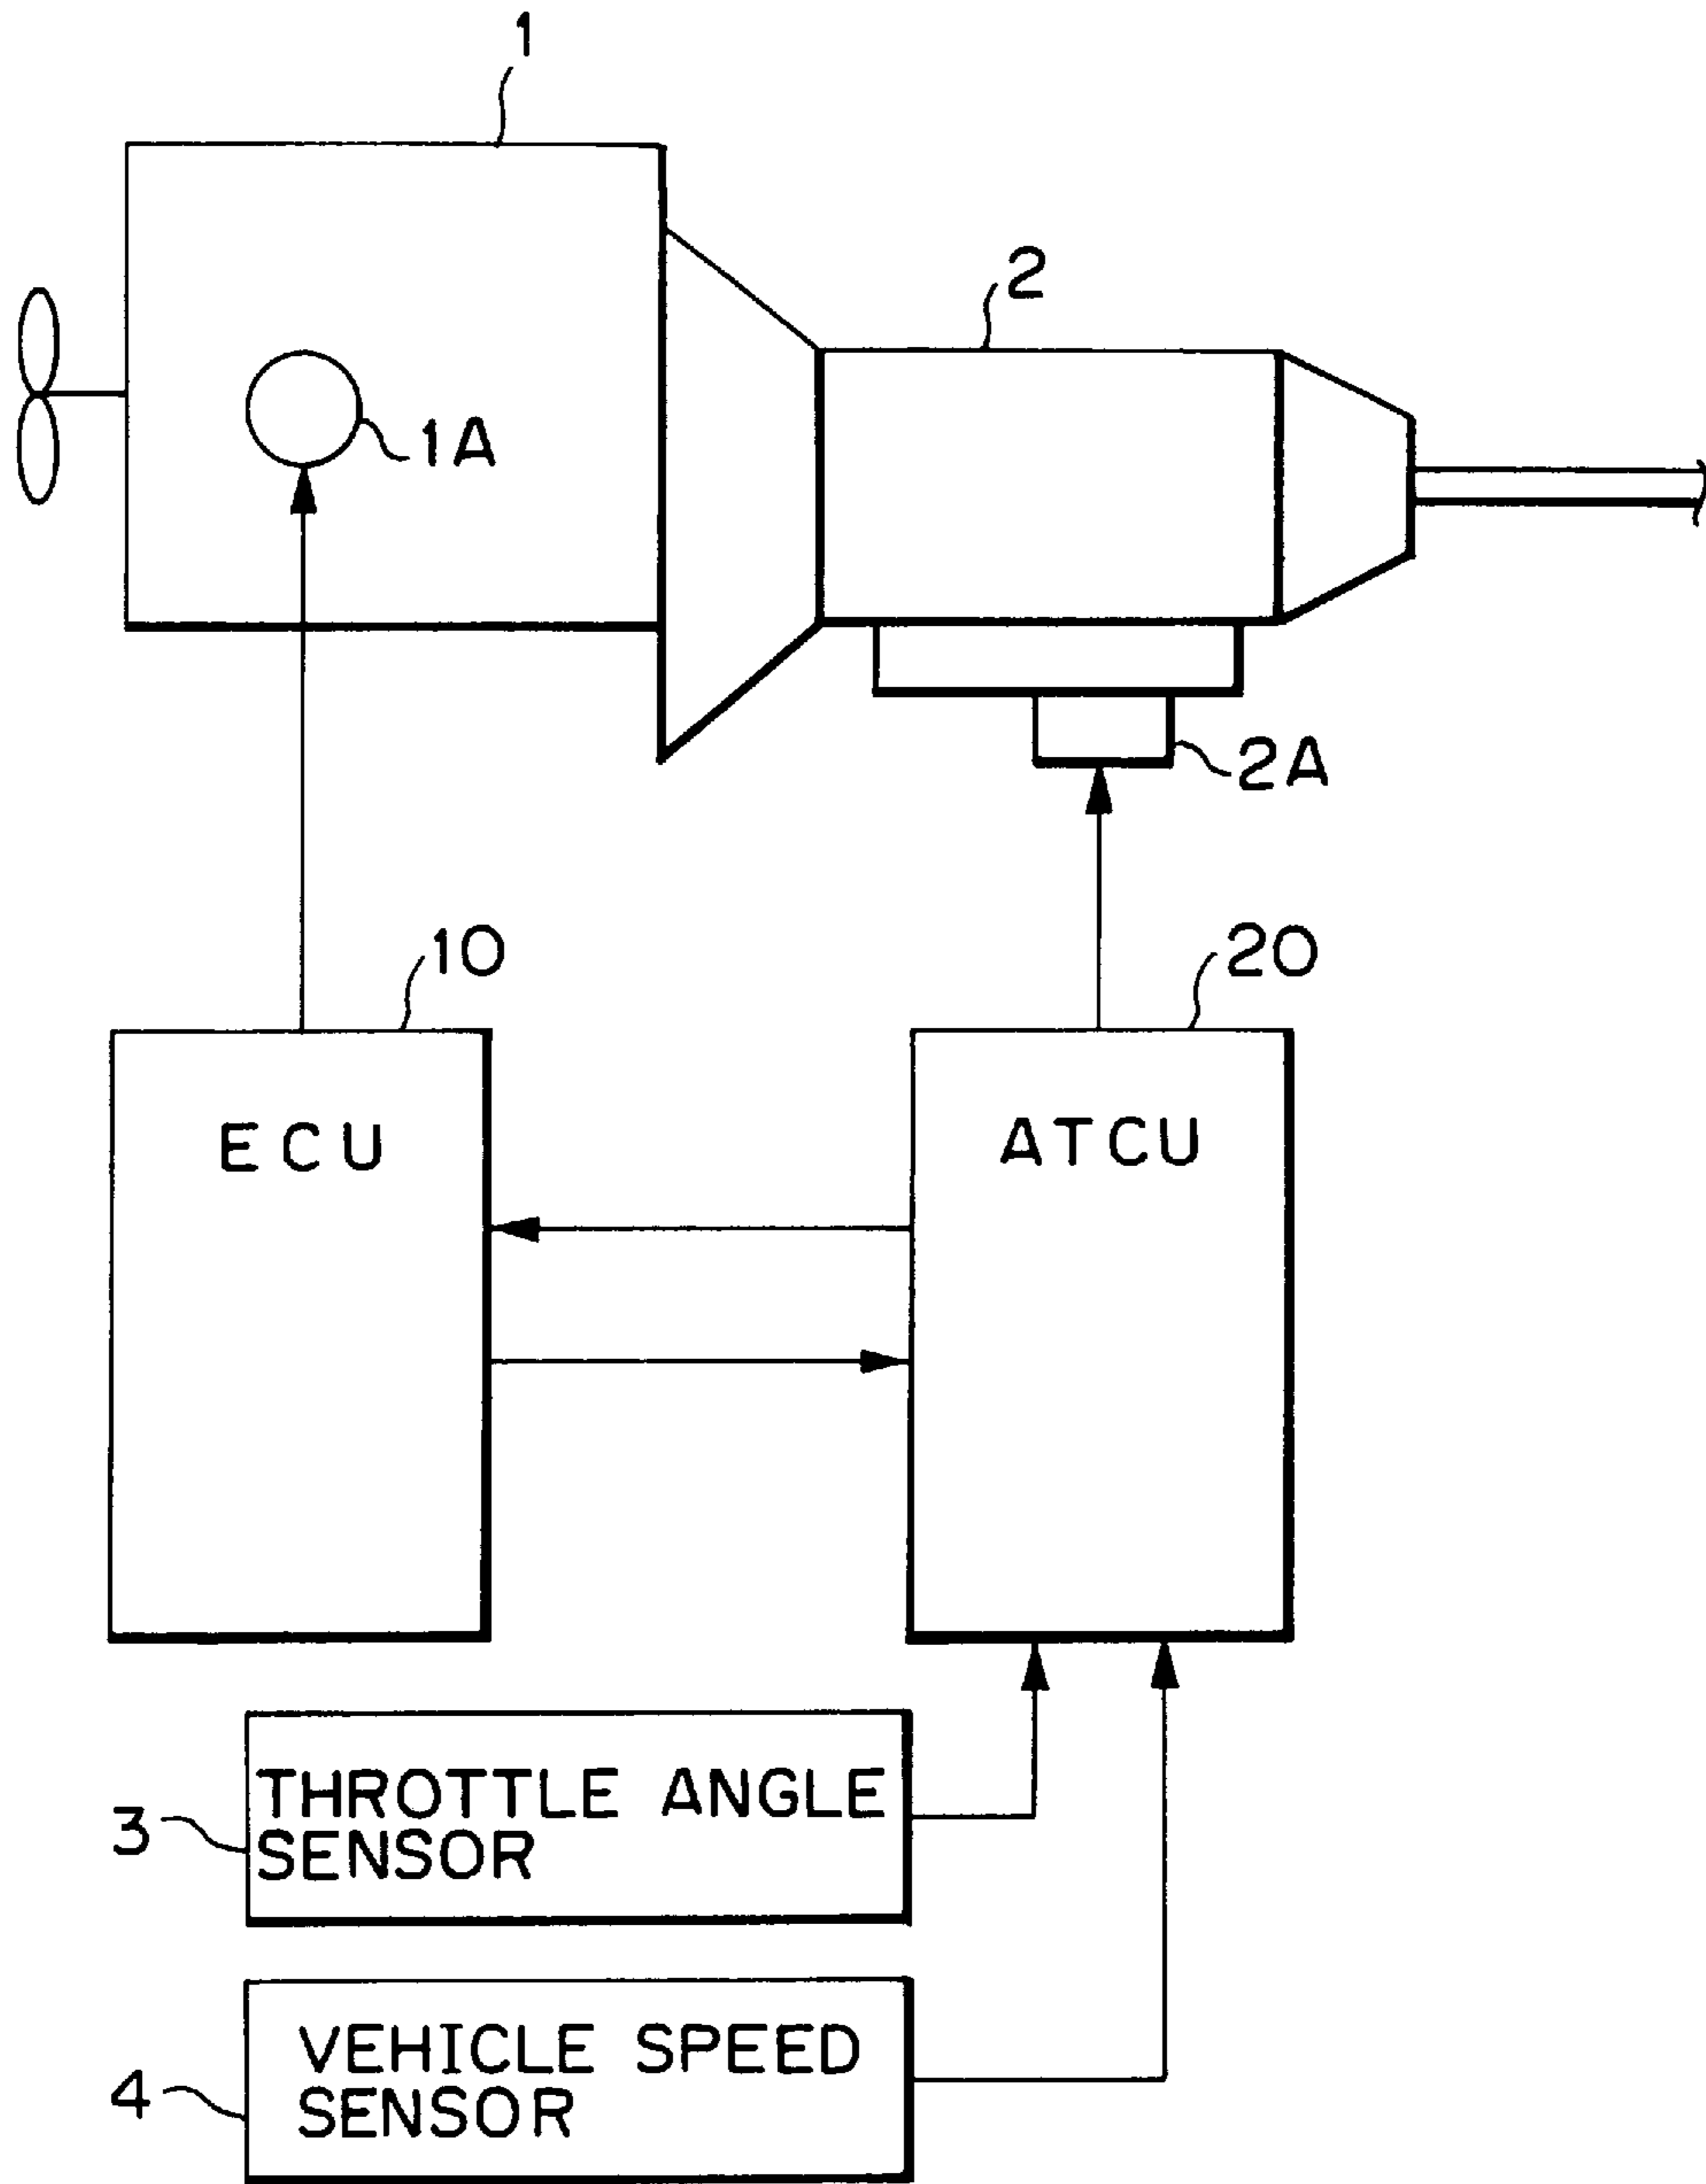 1
2
1A
2A
10
20
ECU
ATCU
THROTTLE ANGLE
SENSOR
3
VEHICLE SPEED
SENSOR
4